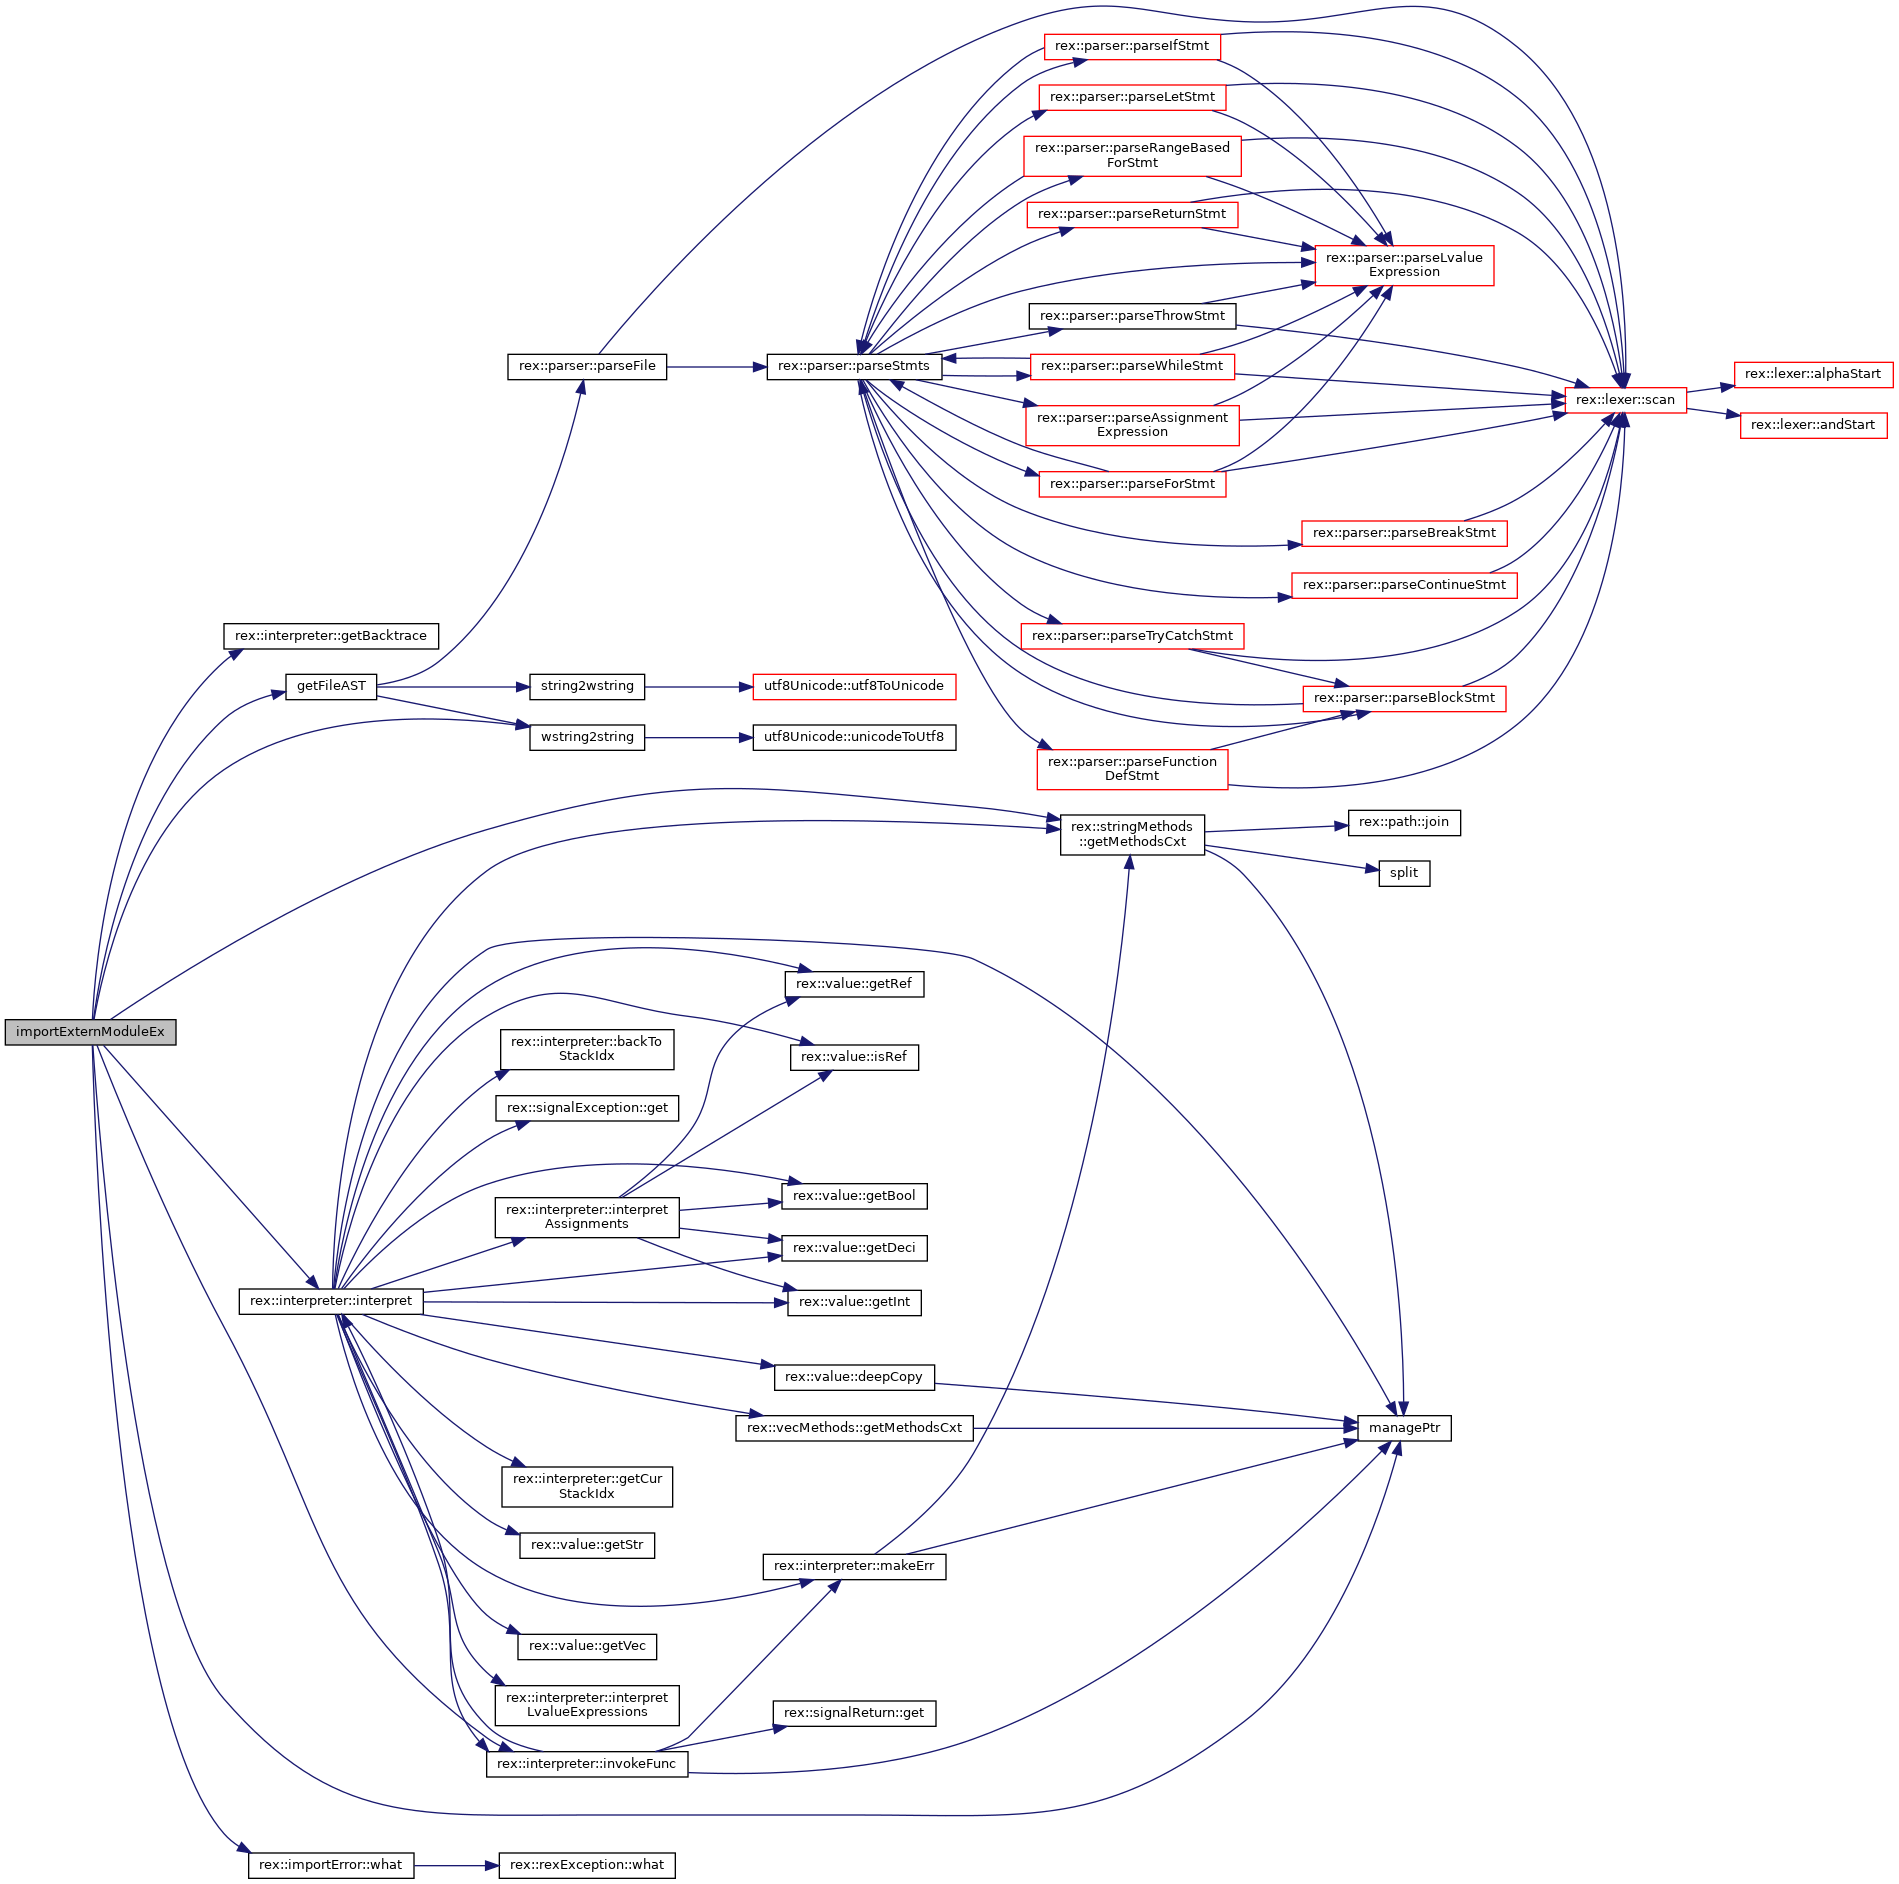 rex::parser::parseIfStmt
rex::parser::parseLetStmt
rex::parser::parseRangeBased
ForStmt
rex::parser::parseReturnStmt
rex::parser::parseLvalue
Expression
rex::parser::parseThrowStmt
rex::parser::parseFile
rex::parser::parseStmts
rex::parser::parseWhileStmt
rex::lexer::alphaStart
rex::lexer::scan
rex::parser::parseAssignment
Expression
rex::lexer::andStart
rex::parser::parseForStmt
rex::parser::parseBreakStmt
rex::parser::parseContinueStmt
rex::interpreter::getBacktrace
rex::parser::parseTryCatchStmt
getFileAST
string2wstring
utf8Unicode::utf8ToUnicode
rex::parser::parseBlockStmt
wstring2string
utf8Unicode::unicodeToUtf8
rex::parser::parseFunction
DefStmt
rex::stringMethods
::getMethodsCxt
rex::path::join
split
rex::value::getRef
importExternModuleEx
rex::interpreter::backTo
StackIdx
rex::value::isRef
rex::signalException::get
rex::value::getBool
rex::interpreter::interpret
Assignments
rex::value::getDeci
rex::interpreter::interpret
rex::value::getInt
rex::value::deepCopy
rex::vecMethods::getMethodsCxt
managePtr
rex::interpreter::getCur
StackIdx
rex::value::getStr
rex::interpreter::makeErr
rex::value::getVec
rex::interpreter::interpret
LvalueExpressions
rex::signalReturn::get
rex::interpreter::invokeFunc
rex::importError::what
rex::rexException::what